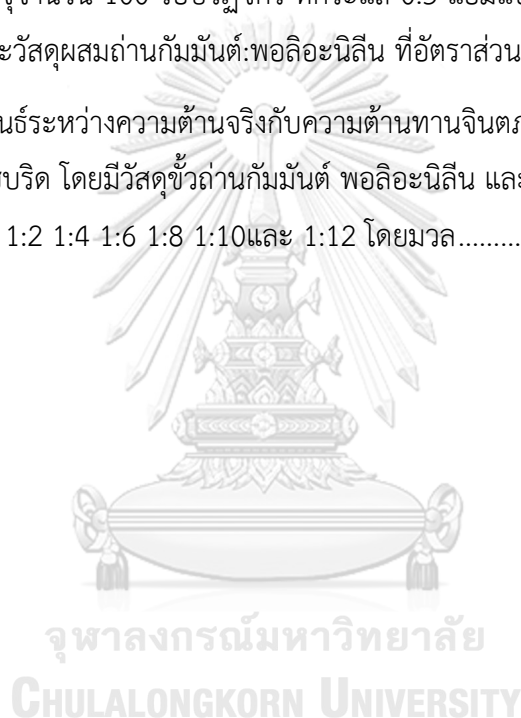 จำนวน 100 รอบวัฏจักร ที่กระแส 0.5
ะวัสดุผสมถ่านกัมมันต์:พอลิอะนิลีน ที่อัตราส่วน
นธ์ระหว่างความต้านจริงกับความต้านทานจินตภ
บริด โดยมีวัสดุขั้วถ่านกัมมันต์ พอลิอะนิลีน และ
1:2 1:4 1:6 1:8 1:10และ 1:12 โดยมวล.........
จุฬาลงกรณ์มหาวิทยาลัย
CHULALONGKORN UNIVERSITY